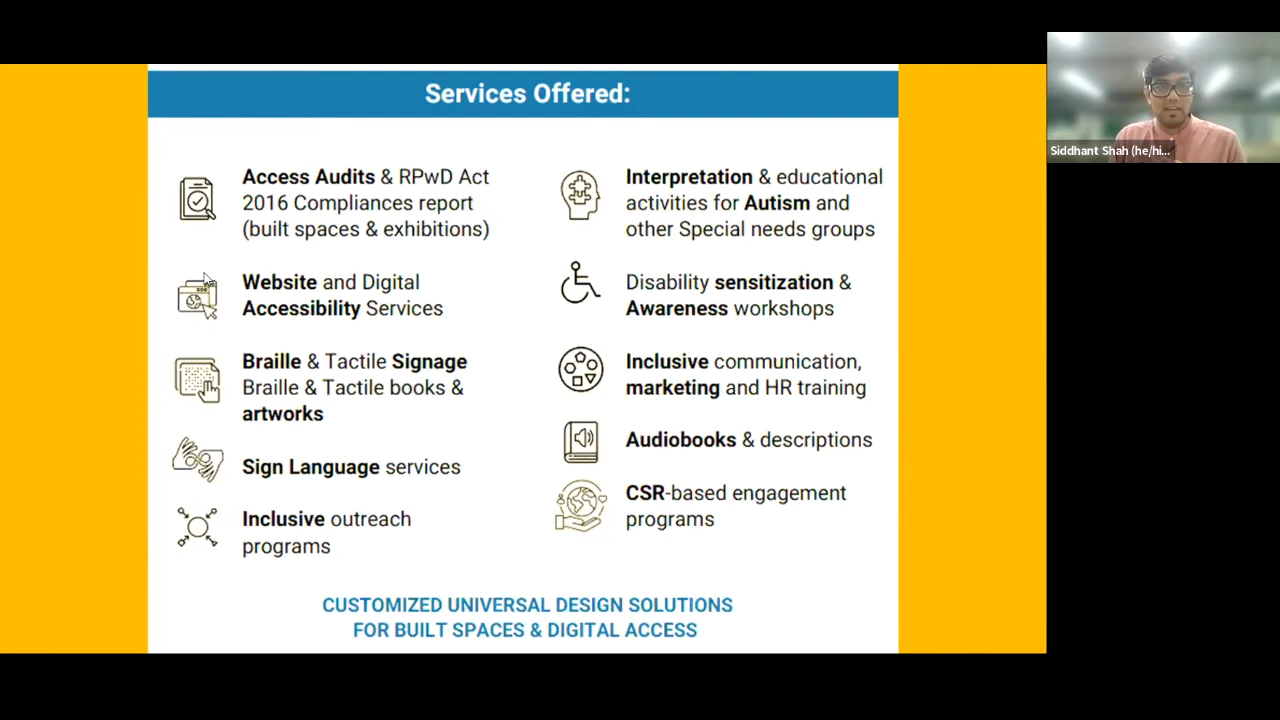 Services Offered:
Access Audits & RPwD Act
2016 Compliances report
(built spaces & exhibitions)
Website and Digital
Accessibility Services
Braille & Tactile Signage
Braille & Tactile books &
artworks
Sign Language services
Inclusive outreach
programs
Interpretation & educational
activities for Autism and
other Special needs groups
Disability sensitization &
Awareness workshops
Inclusive communication,
marketing and HR training
Audiobooks & descriptions
CSR-based engagement
programs
CUSTOMIZED UNIVERSAL DESIGN SOLUTIONS
FOR BUILT SPACES & DIGITAL ACCESS
Siddhant Shah (he/hi...